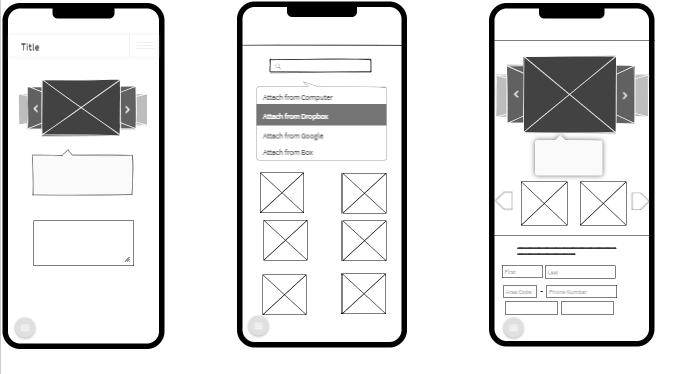 Title
Attach from Computer
Attach from Dropbox
Attach from Google
Attach from Box
First
Last
Area Code
-
Phone Number